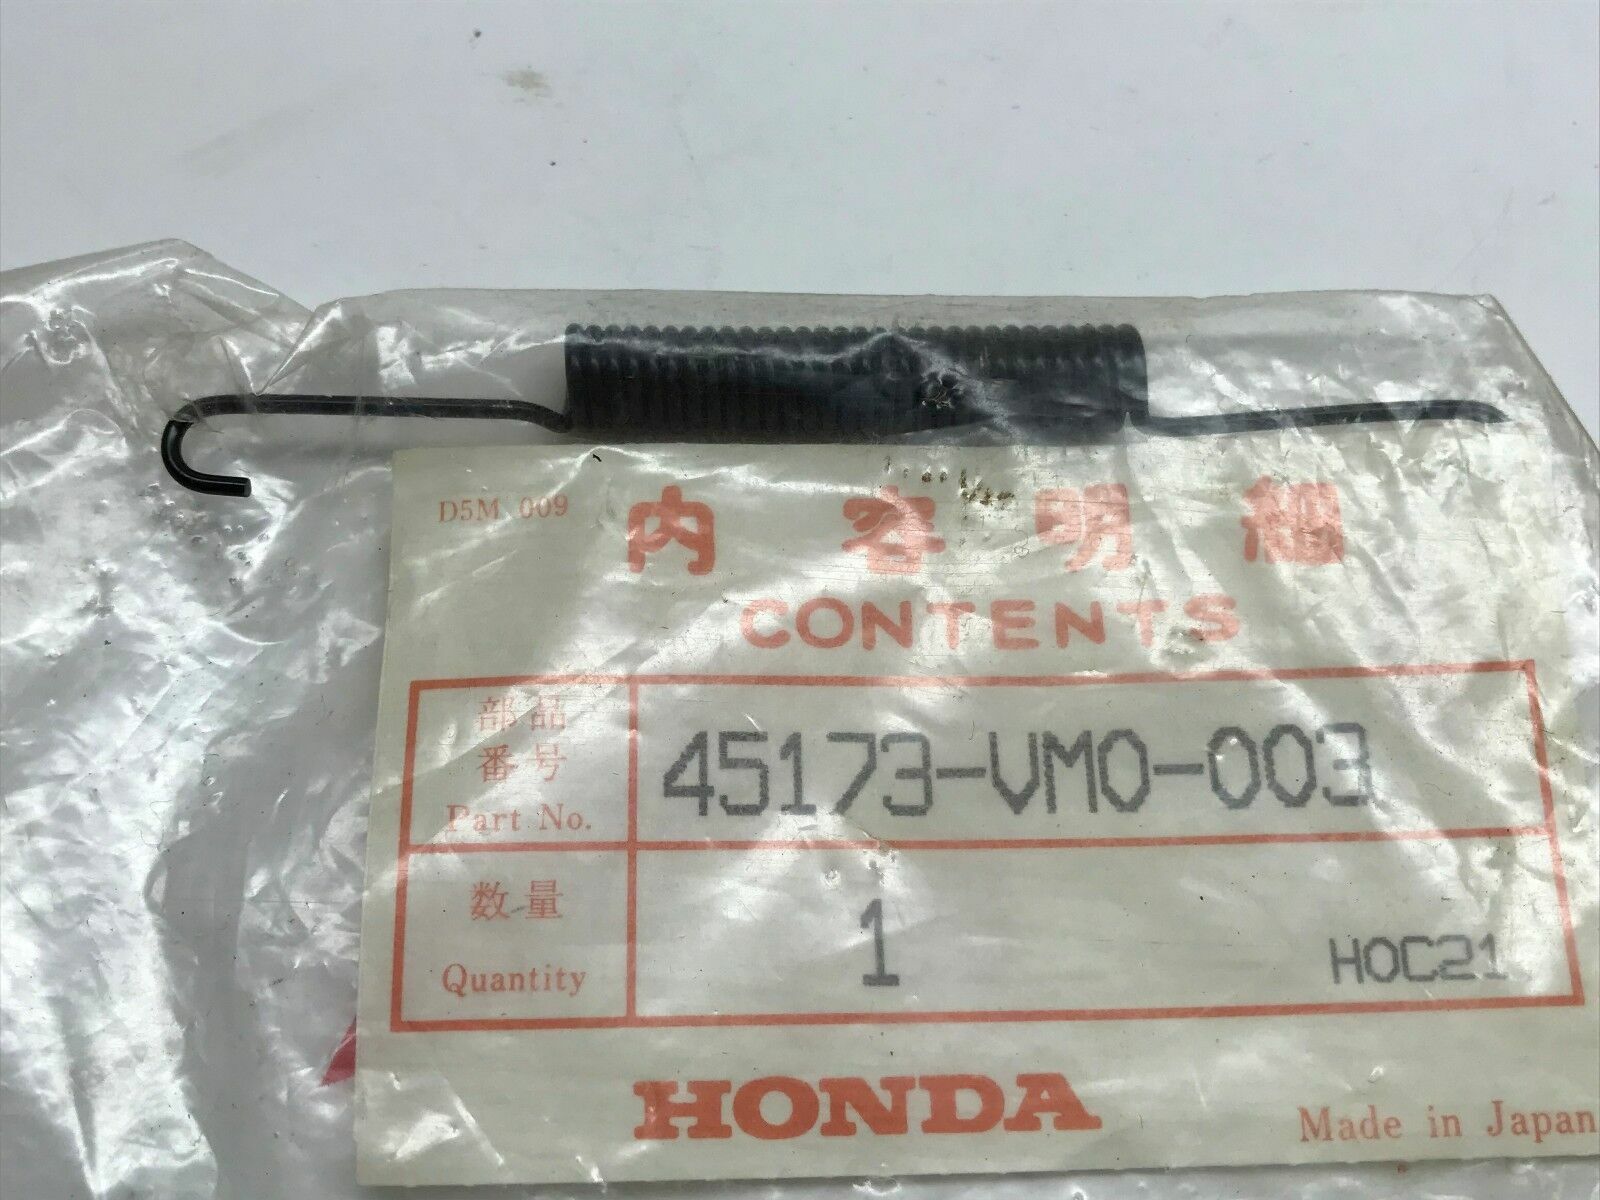 D5M 009
内容明細
CONTENTS
部品
番号
Part No.
45173-VM0-003
数量
Quantity
1
HOC21
HONDA
Made in Japan